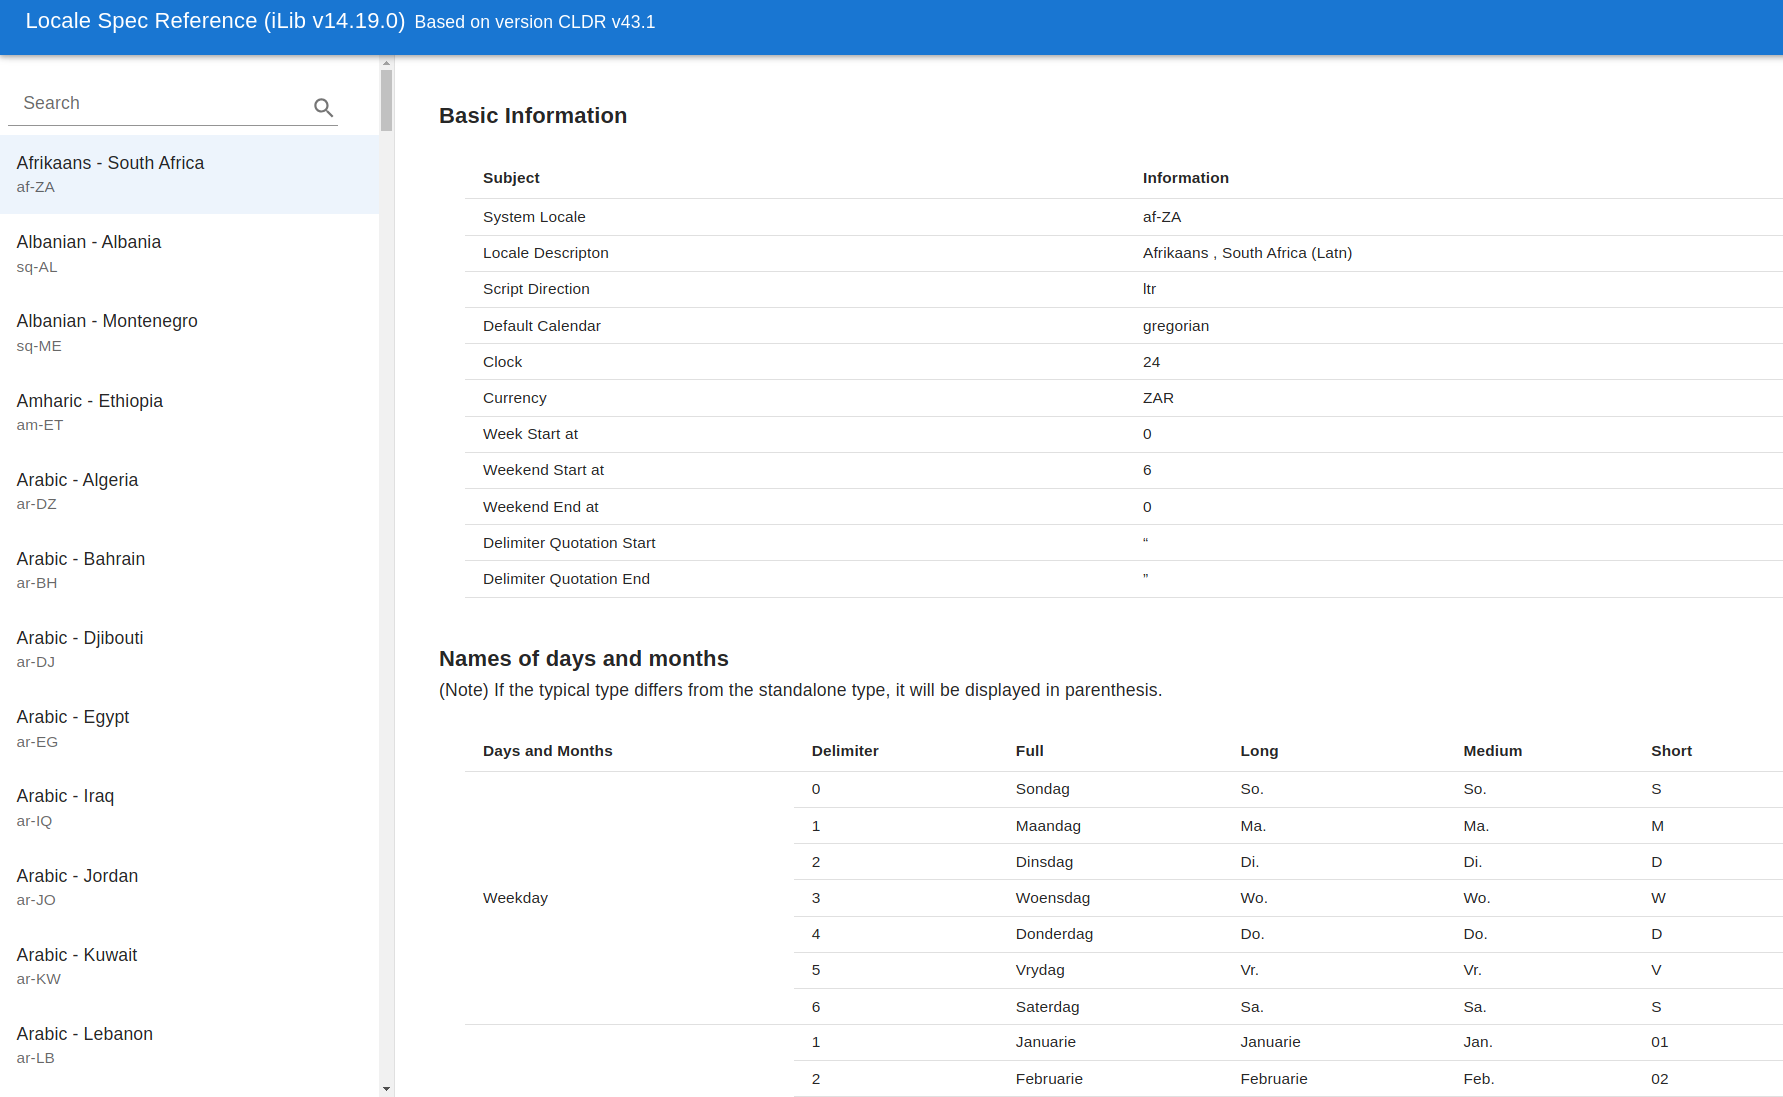 Locale Spec Reference (iLib v14.19.0) Based on version CLDR v43.1
Search
Afrikaans - South Africa
af-ZA
Albanian - Albania
sq-AL
Albanian - Montenegro
sq-ME
Amharic - Ethiopia
am-ET
Arabic - Algeria
ar-DZ
Arabic - Bahrain
ar-BH
Arabic - Djibouti
ar-DJ
Arabic - Egypt
ar-EG
Arabic - Iraq
ar-IQ
Arabic - Jordan
ar-JO
Arabic - Kuwait
ar-KW
Arabic - Lebanon
ar-LB
Basic Information
Subject Information
System Locale af-ZA
Locale Descripton Afrikaans , South Africa (Latn)
Script Direction ltr
Default Calendar gregorian
Clock 24
Currency ZAR
Week Start at 0
Weekend Start at 6
Weekend End at 0
Delimiter Quotation Start “
Delimiter Quotation End ”
Names of days and months
(Note) If the typical type differs from the standalone type, it will be displayed in parenthesis.
Days and Months Delimiter Full Long Medium Short
0 Sondag So. So. S
1 Maandag Ma. Ma. M
2 Dinsdag Di. Di. D
Weekday 3 Woensdag Wo. Wo. W
4 Donderdag Do. Do. D
5 Vrydag Vr. Vr. V
6 Saterdag Sa. Sa. S
1 Januarie Januarie Jan. 01
2 Februarie Februarie Feb. 02